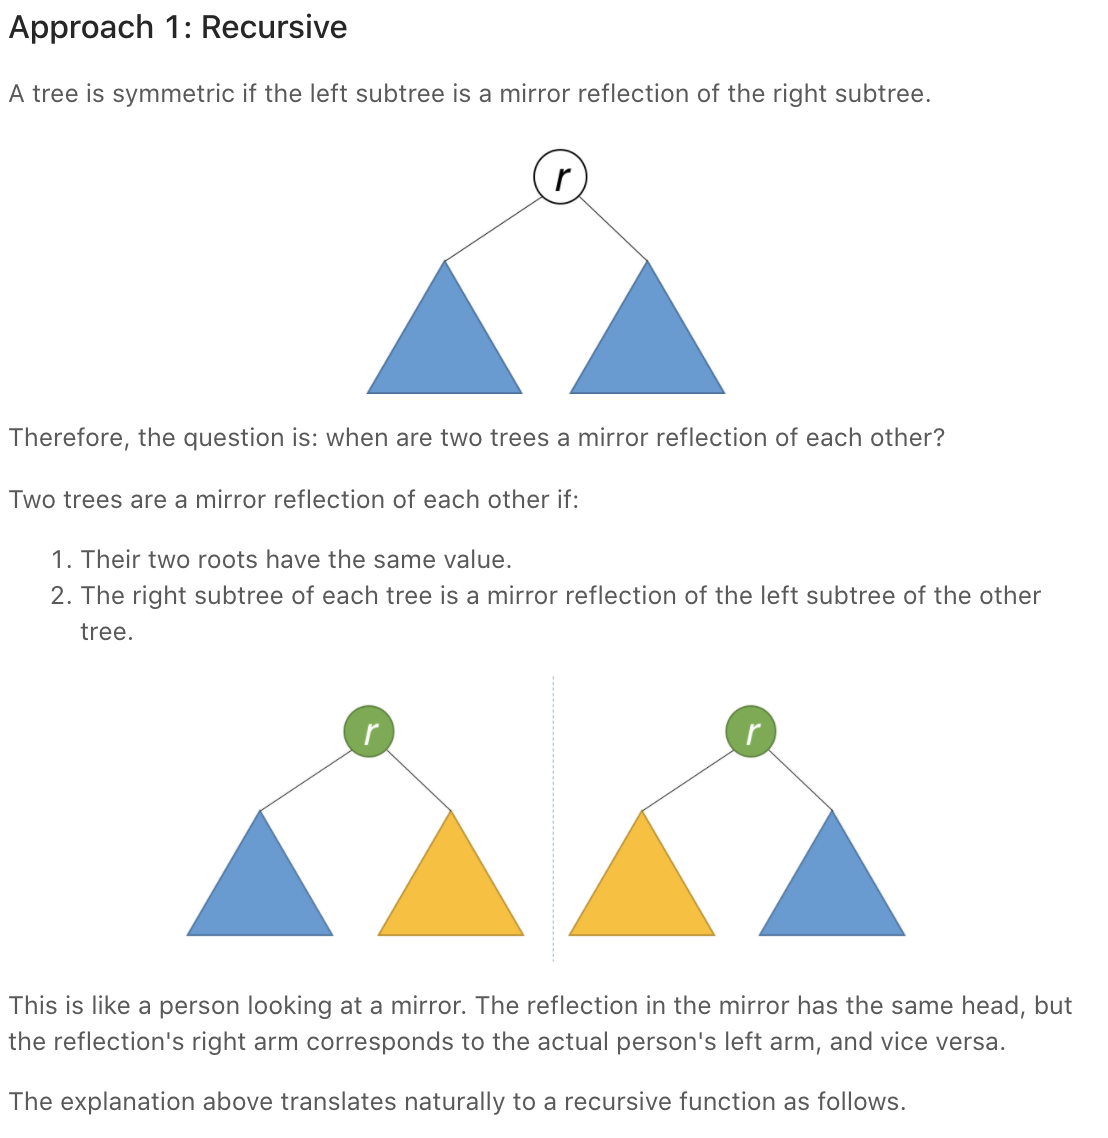 Approach 1: Recursive
A tree is symmetric if the left subtree is a mirror reflection of the right subtree.
r
Therefore, the question is: when are two trees a mirror reflection of each other?
Two trees are a mirror reflection of each other if:
1. Their two roots have the same value.
2. The right subtree of each tree is a mirror reflection of the left subtree of the other
tree.
r r
This is like a person looking at a mirror. The reflection in the mirror has the same head, but
the reflection's right arm corresponds to the actual person's left arm, and vice versa.
The explanation above translates naturally to a recursive function as follows.